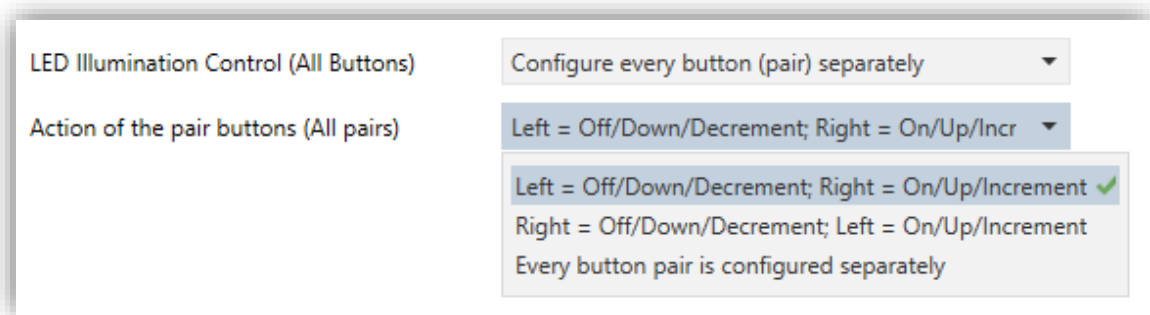 LED Illumination Control (All Buttons) Configure every button (pair) separately
Action of the pair buttons (All pairs) Left = Off/Down/Decrement; Right = On/Up/Incr
Left = Off/Down/Decrement; Right = On/Up/Increment
Right = Off/Down/Decrement; Left = On/Up/Increment
Every button pair is configured separately